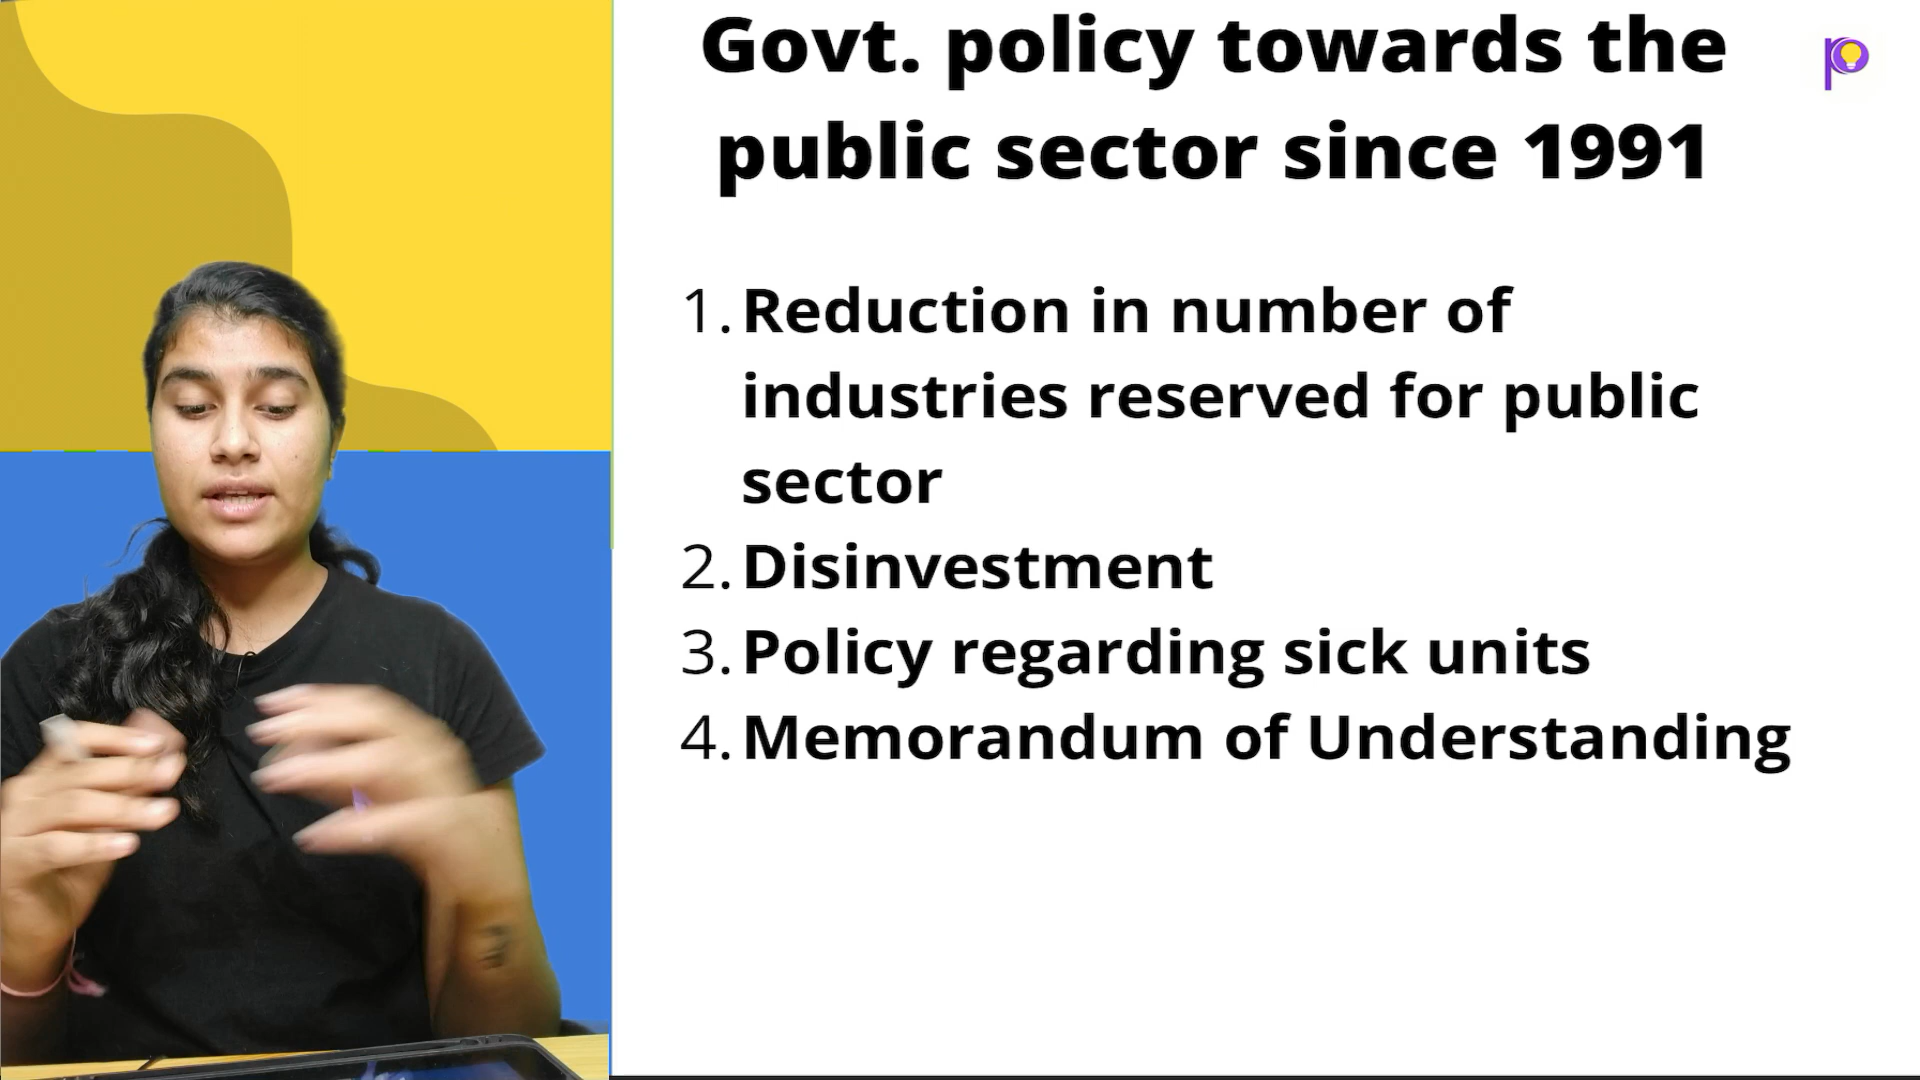 Govt. policy towards the
public sector since 1991
1. Reduction in number of
industries reserved for public
sector
2. Disinvestment
3. Policy regarding sick units
4. Memorandum of Understanding